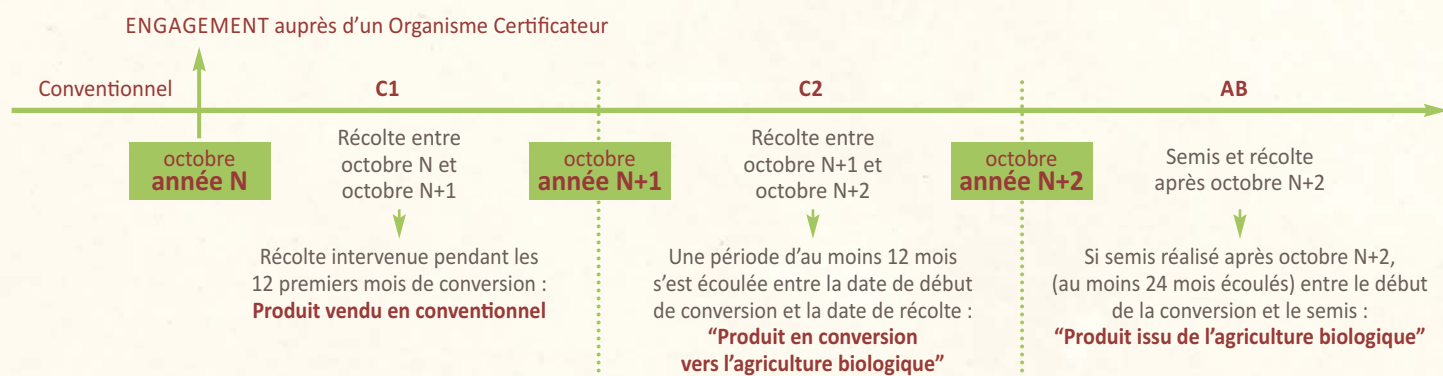 ENGAGEMENT auprès d’un Organisme Certificateur
Conventionnel
C1
C2
AB
octobre
année N
Récolte entre
octobre N et
octobre N+1
octobre
année N+1
Récolte entre
octobre N+1 et
octobre N+2
octobre
année N+2
Semis et récolte
après octobre N+2
Récolte intervenue pendant les
12 premiers mois de conversion :
Produit vendu en conventionnel
Une période d’au moins 12 mois
s’est écoulée entre la date de début
de conversion et la date de récolte :
“Produit en conversion
vers l’agriculture biologique”
Si semis réalisé après octobre N+2,
(au moins 24 mois écoulés) entre le début
de la conversion et le semis :
“Produit issu de l’agriculture biologique”